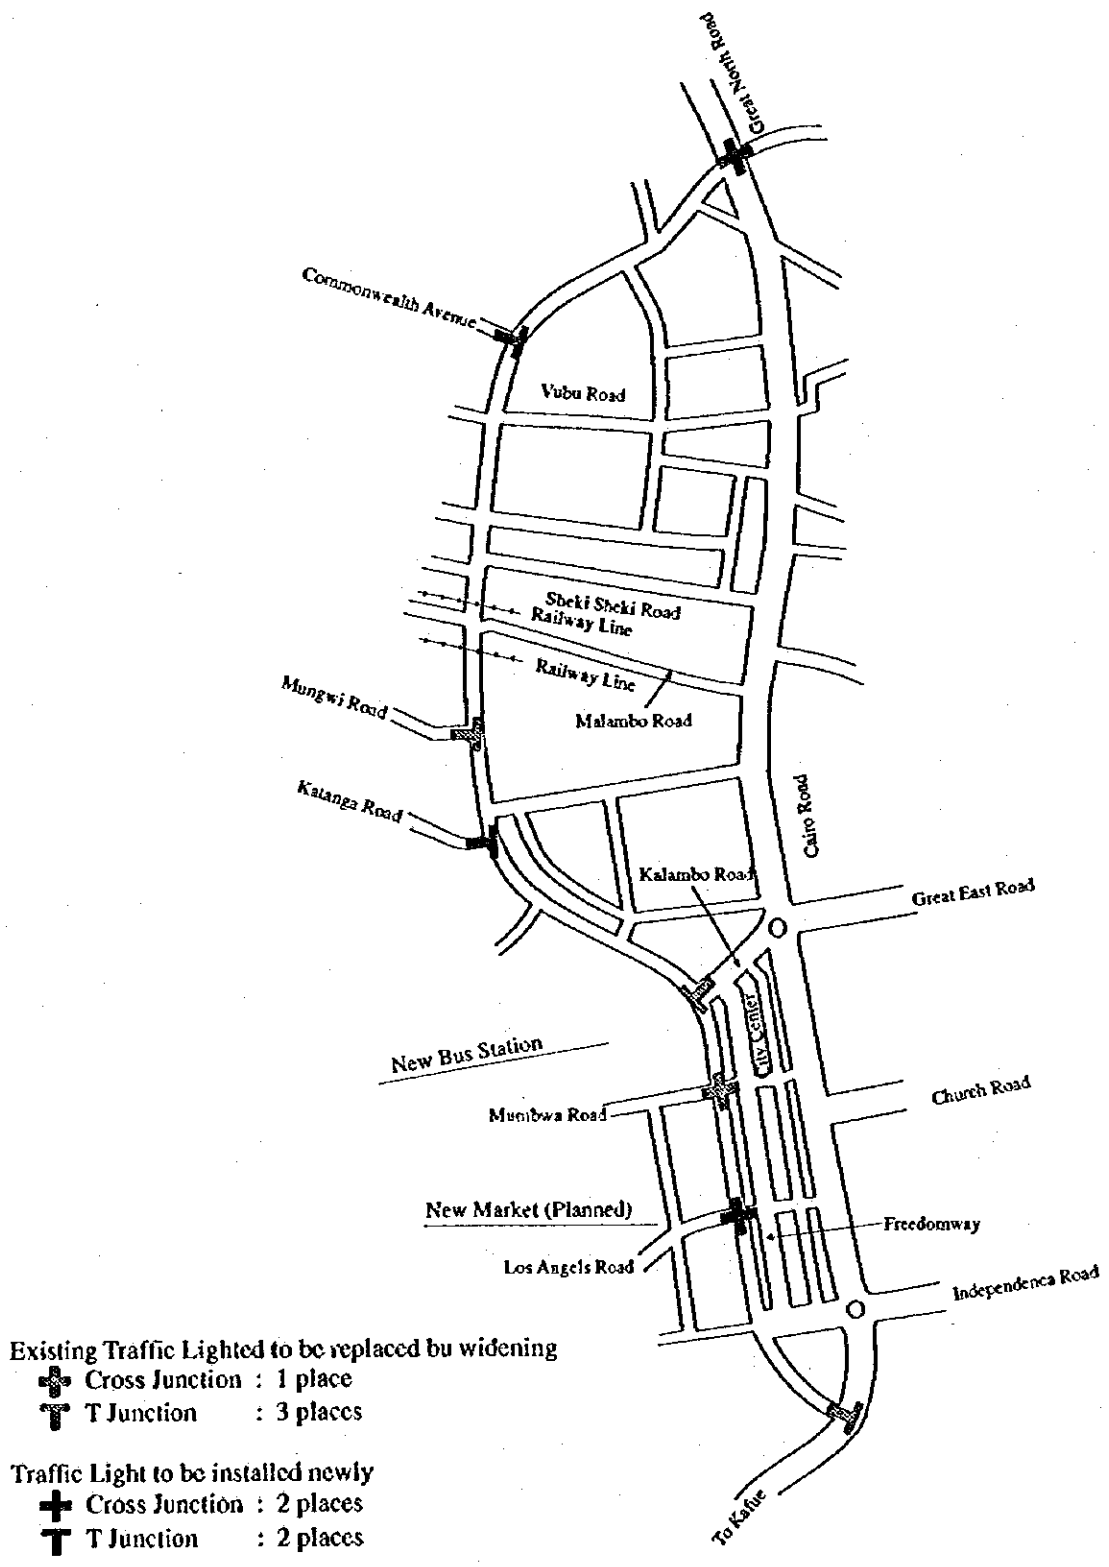 Great North Road
Commonwealth Avenue
Vubu Road
Sheki Sheki Road
Railway Line
Railway Line
Mungwi Road
Malambo Road
Katanga Road
Cairo Road
Kalambo Road
Great East Road
City Center
New Bus Station
Church Road
Mumbwa Road
New Market (Planned)
Freedomway
Los Angels Road
Independenca Road
Existing Traffic Lighted to be replaced bu widening
Cross Junction : 1 place
T Junction : 3 places
Traffic Light to be installed newly
Cross Junction : 2 places
T Junction : 2 places
To Kafue